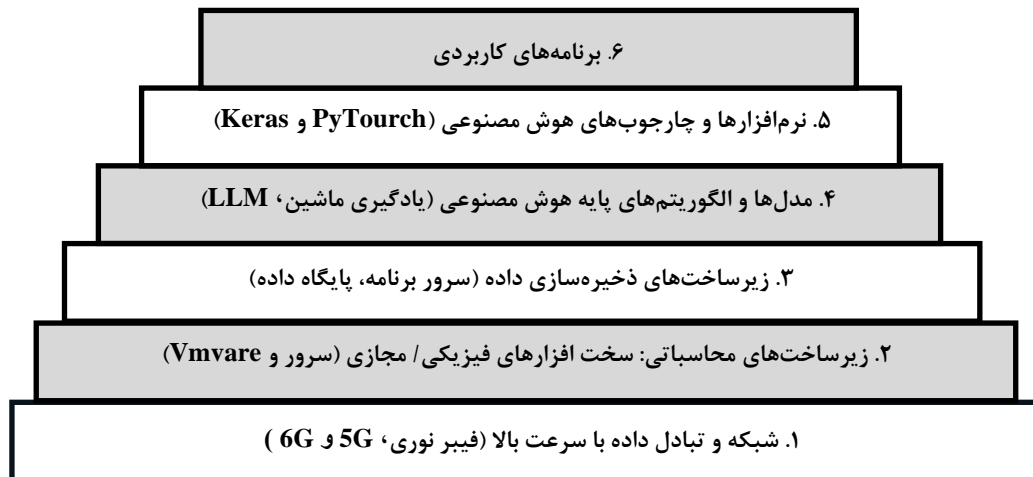 ۶. برنامه‌های کاربردی
۵. نرم‌افزارها و چارجوب‌های هوش مصنوعی (PyTourch و Keras)
۴. مدل‌ها و الگوریتم‌های پایه هوش مصنوعی (یادگیری ماشین، LLM)
۳. زیرساخت‌های ذخیره‌سازی داده (سرور برنامه، پایگاه داده)
۲. زیرساخت‌های محاسباتی: سخت افزارهای فیزیکی/ مجازی (سرور و Vmvare)
۱. شبکه و تبادل داده با سرعت بالا (فیبر نوری، 5G و 6G )